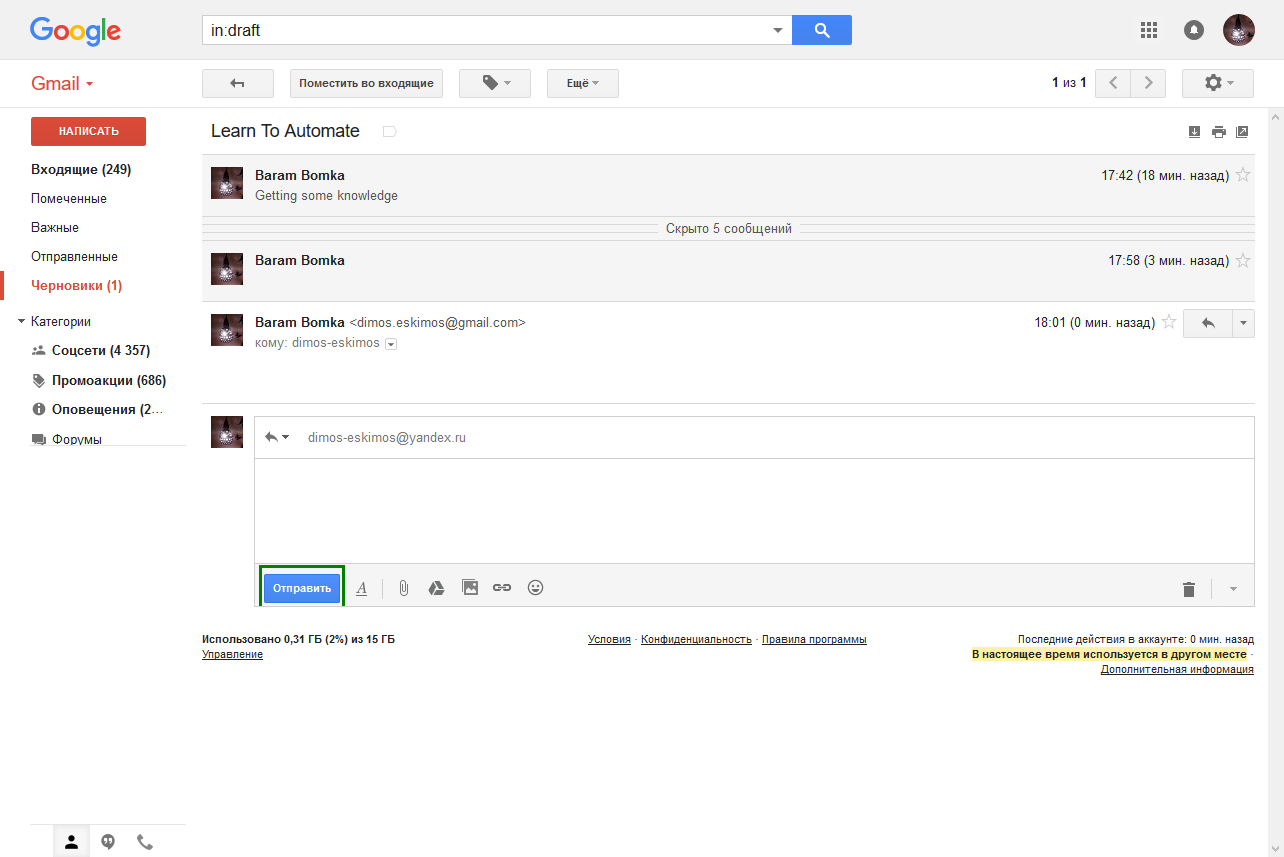 Google
in:draft
Gmail
Поместить во входящие
Ещё
1 из 1
НАПИСАТЬ
Входящие (249)
Помеченные
Важные
Отправленные
Черновики (1)
Категории
Соцсети (4 357)
Промоакции (686)
Оповещения (2...
Форумы
Learn To Automate
Baram Bomka
17:42 (18 мин. назад)
Getting some knowledge
Скрыто 5 сообщений
Baram Bomka
17:58 (3 мин. назад)
Baram Bomka <dimos.eskimos@gmail.com>
18:01 (0 мин. назад)
кому: dimos-eskimos
dimos-eskimos@yandex.ru
Отправить
A
Использовано 0,31 ГБ (2%) из 15 ГБ
Управление
Условия · Конфиденциальность · Правила программы
Последние действия в аккаунте: 0 мин. назад
В настоящее время используется в другом месте ·
Дополнительная информация